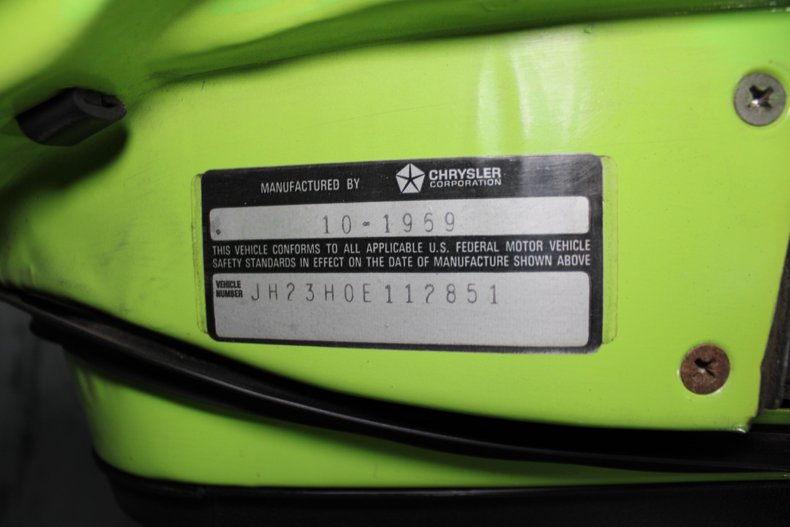 MANUFACTURED BY CHRYSLER CORPORATION
10-1969
THIS VEHICLE CONFORMS TO ALL APPLICABLE U.S. FEDERAL MOTOR VEHICLE
SAFETY STANDARDS IN EFFECT ON THE DATE OF MANUFACTURE SHOWN ABOVE
VEHICLE NUMBER JH23H0E112851